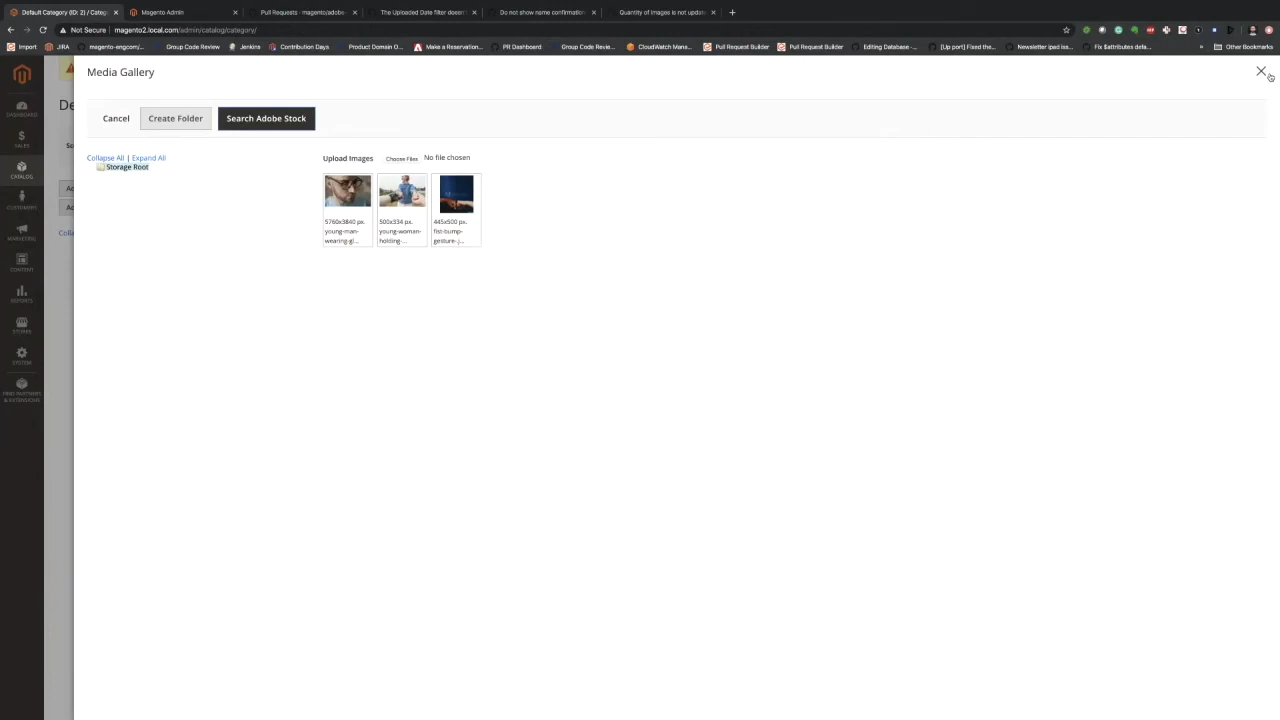 Default Category (ID: 2) / Categ
Magento Admin
Pull Requests · magento/adobe-
The Uploaded Date filter doesn't
Do not show name confirmation
Quantity of images is not updat
Not Secure
magento2.local.com/admin/catalog/category/
Import
JIRA
magento-engcom/...
Group Code Review
Jenkins
Contribution Days
Product Domain O...
Make a Reservation...
PR Dashboard
Group Code Revie...
CloudWatch Mana...
Pull Request Builder
Pull Request Builder
Editing Database -...
[Up port] Fixed the...
Newsletter ipad iss...
Fix $attributes defa...
»
Other Bookmarks
Media Gallery
De
Cancel
Create Folder
Search Adobe Stock
DASHBOARD
SALES
CATALOG
CUSTOMERS
MARKETING
CONTENT
REPORTS
STORES
SYSTEM
FIND PARTNERS
& EXTENSIONS
Ad
Ad
Colla
Collapse All | Expand All
Storage Root
Upload Images
Choose Files
No file chosen
5760x3840 px.
young-man-
wearing-gl...
500x334 px.
young-woman-
holding-...
445x500 px.
fist-bump-
gesture-.j...